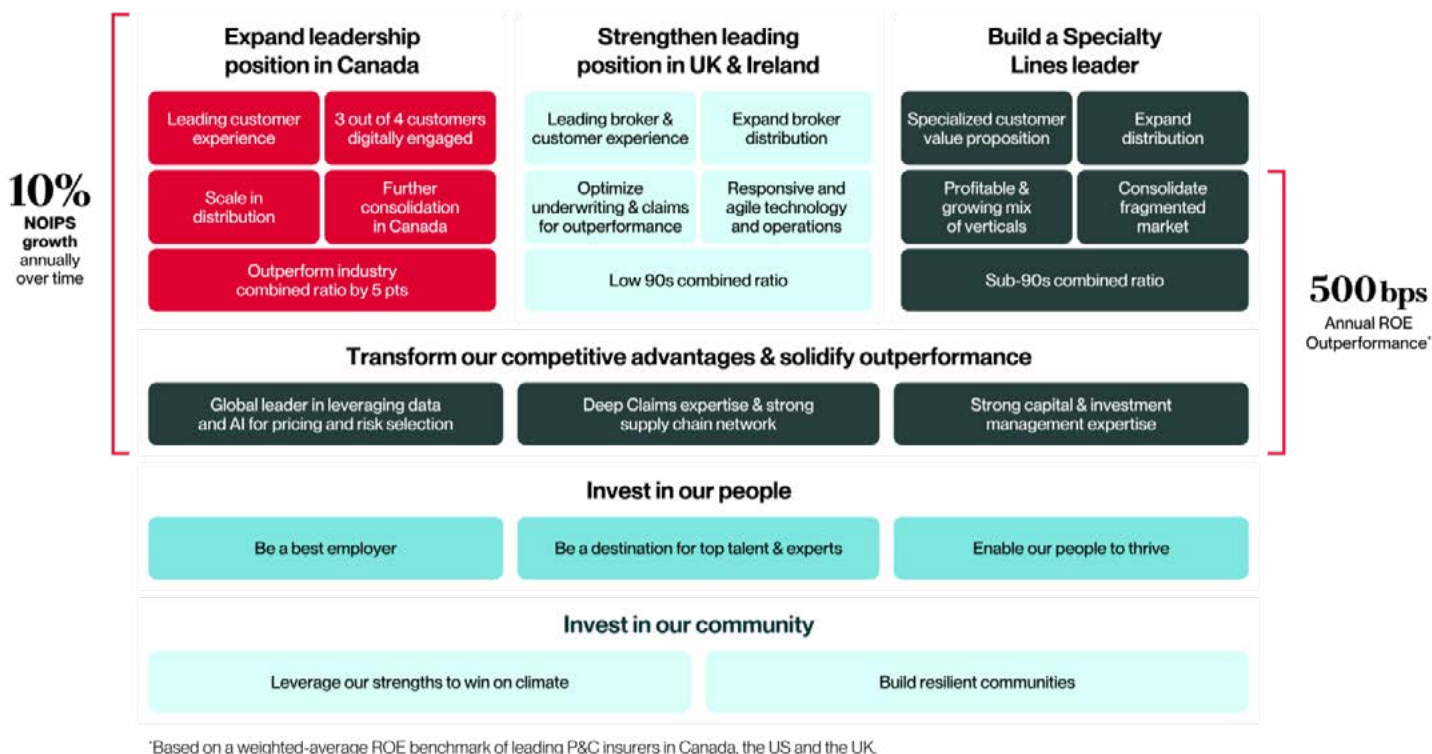 Expand leadership
position in Canada
Strengthen leading
position in UK & Ireland
Build a Specialty
Lines leader
Leading customer
experience
3 out of 4 customers
digitally engaged
Leading broker &
customer experience
Expand broker
distribution
Specialized customer
value proposition
Expand
distribution
10%
NOIPS
growth
annually
over time
Scale in
distribution
Further
consolidation
in Canada
Optimize
underwriting & claims
for outperformance
Responsive and
agile technology
and operations
Profitable &
growing mix
of verticals
Consolidate
fragmented
market
Outperform industry
combined ratio by 5 pts
Low 90s combined ratio
Sub-90s combined ratio
500 bps
Annual ROE
Outperformance*
Transform our competitive advantages & solidify outperformance
Global leader in leveraging data
and AI for pricing and risk selection
Deep Claims expertise & strong
supply chain network
Strong capital & investment
management expertise
Invest in our people
Be a best employer
Be a destination for top talent & experts
Enable our people to thrive
Invest in our community
Leverage our strengths to win on climate
Build resilient communities
*Based on a weighted-average ROE benchmark of leading P&C insurers in Canada, the US and the UK.